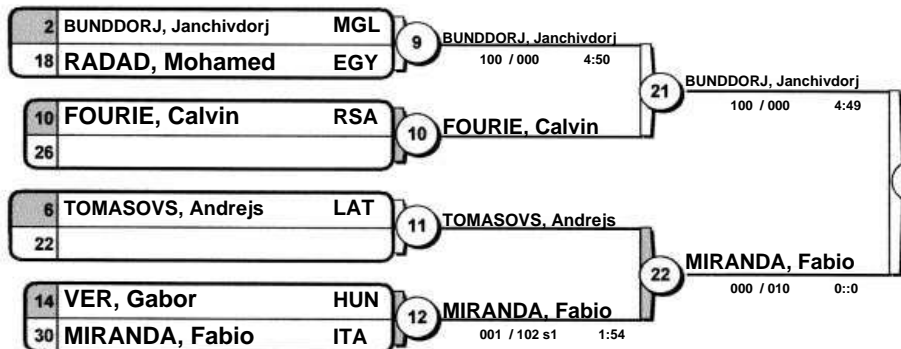 2 BUNDDORJ, Janchivdorj MGL
18 RADAD, Mohamed EGY
9
BUNDDORJ, Janchivdorj
100 / 000 4:50
10 FOURIE, Calvin RSA
26
10
FOURIE, Calvin
21
BUNDDORJ, Janchivdorj
100 / 000 4:49
6 TOMASOVS, Andrejs LAT
22
11
TOMASOVS, Andrejs
14 VER, Gabor HUN
30 MIRANDA, Fabio ITA
12
MIRANDA, Fabio
001 / 102 s1 1:54
22
MIRANDA, Fabio
000 / 010 0::0